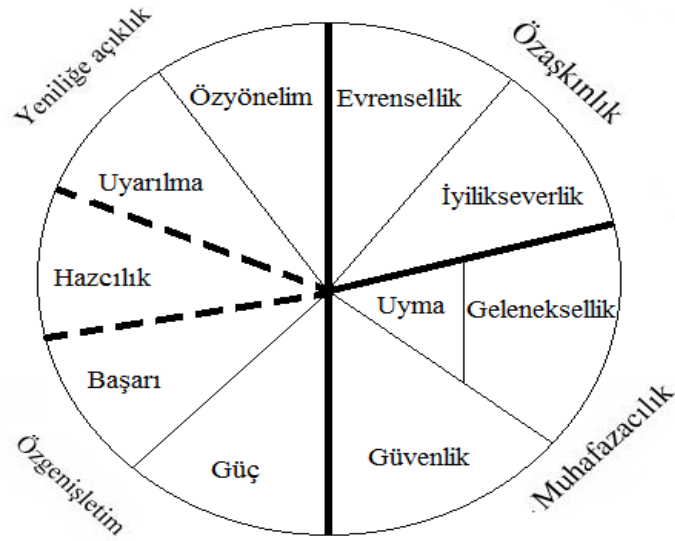 Yeniliğe açıklık
Özaşkınlık
Özyönelim
Evrensellik
Uyarılma
İyilikseverlik
Hazcılık
Uyma
Geleneksellik
Başarı
Güç
Güvenlik
Özgenişletim
Muhafazacılık